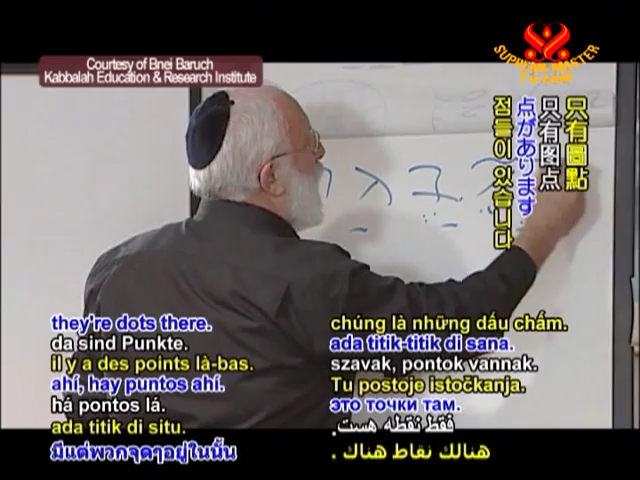 Courtesy of Bnei Baruch
Kabbalah Education & Research Institute
SUPREME MASTER
TV.com
只有圖點
只有图点
点があります
점들이 있습니다
they're dots there.
da sind Punkte.
il y a des points là-bas.
ahí, hay puntos ahí.
há pontos lá.
ada titik di situ.
มีแต่พวกจุดๆอยู่ในนั้น
chúng là những dấu chấm.
ada titik-titik di sana.
szavak, pontok vannak.
Tu postoje istočkanja.
это точки там.
فقط نقطه هست.
هنالك نقاط هناك .